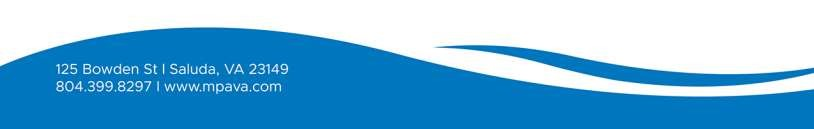 125 Bowden St | Saluda, VA 23149
804.399.8297 | www.mpava.com